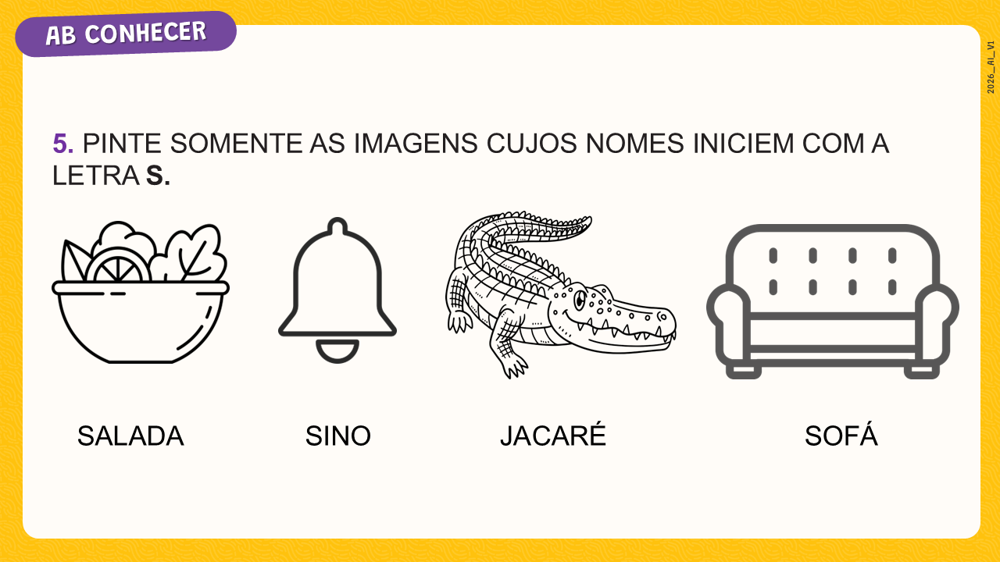 AB CONHECER
2026_AI_V1
5. PINTE SOMENTE AS IMAGENS CUJOS NOMES INICIEM COM A
LETRA S.
SALADA
SINO
JACARÉ
SOFÁ